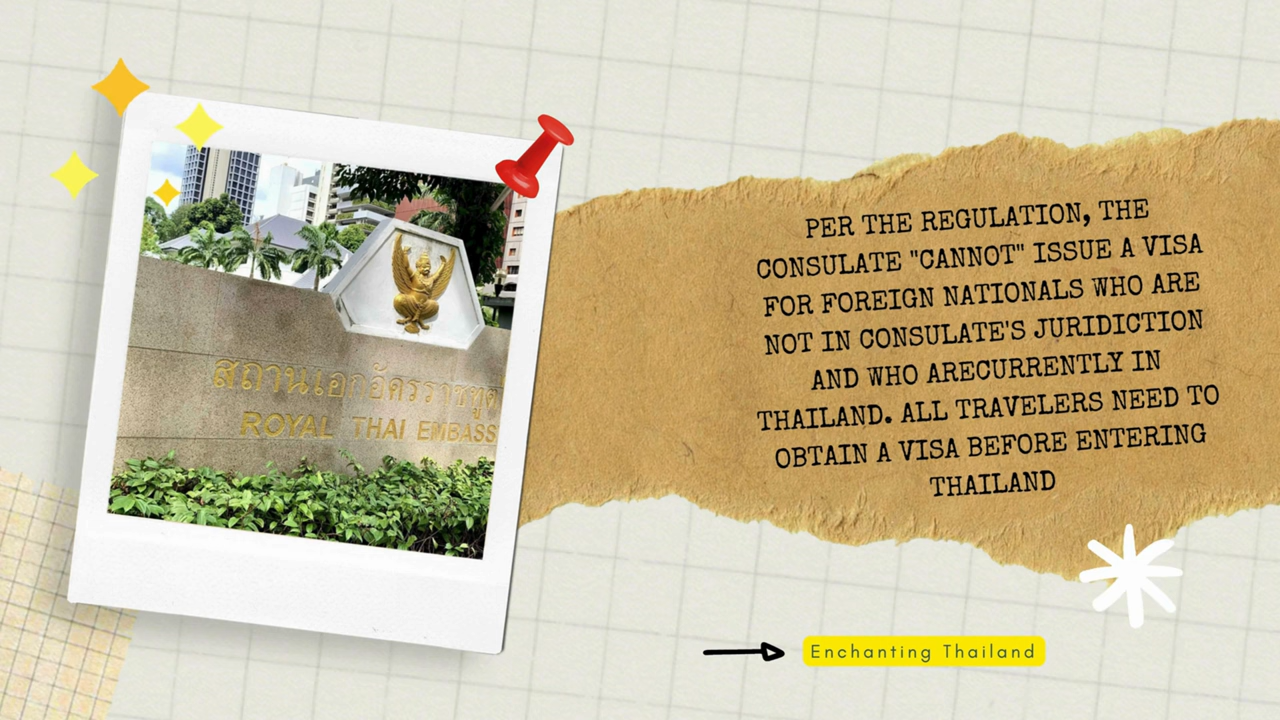 สถานเอกอัครราชทูต
ROYAL THAI EMBASS
PER THE REGULATION, THE
CONSULATE "CANNOT" ISSUE A VISA
FOR FOREIGN NATIONALS WHO ARE
NOT IN CONSULATE'S JURIDICTION
AND WHO ARECURRENTLY IN
THAILAND. ALL TRAVELERS NEED TO
OBTAIN A VISA BEFORE ENTERING
THAILAND
Enchanting Thailand